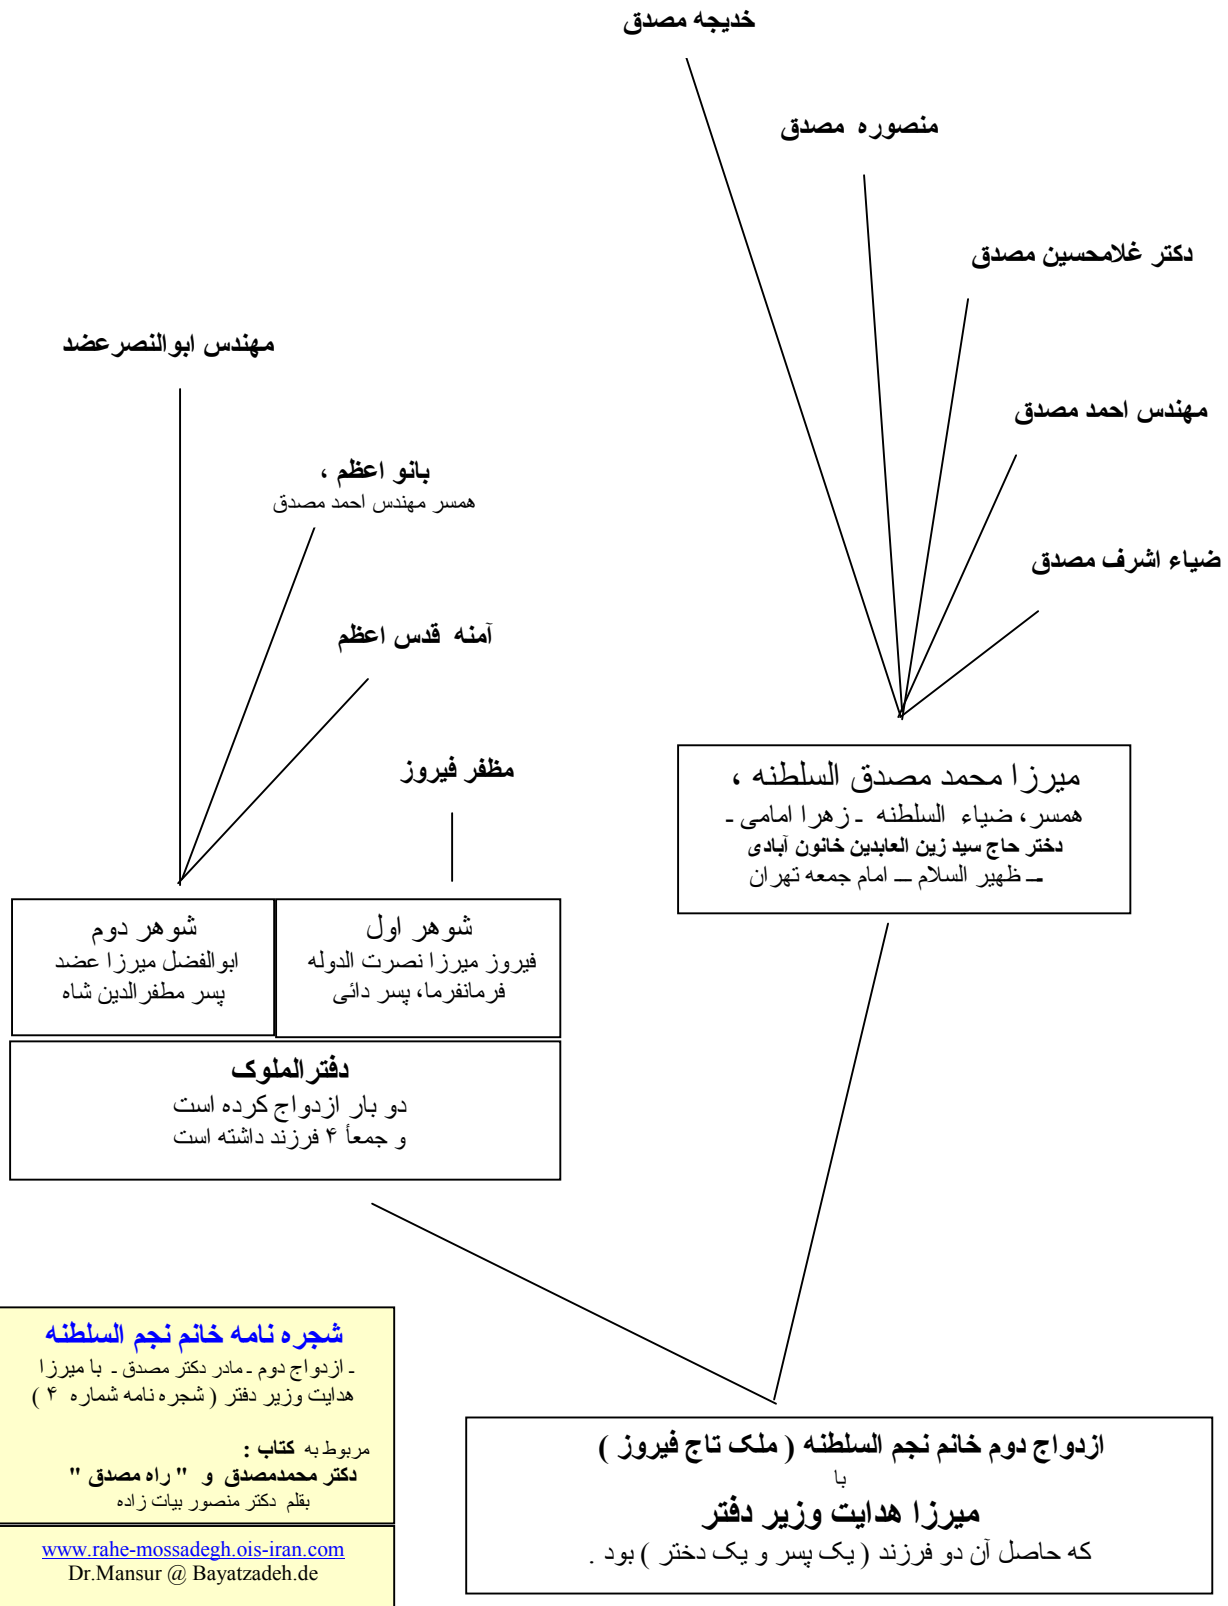 خدیجه مصدق
منصوره مصدق
دکتر غلامحسین مصدق
مهندس احمد مصدق
ضیاء اشرف مصدق
مهندس ابوالنصرعضد
بانو اعظم ،
همسر مهندس احمد مصدق
آمنه قدس اعظم
مظفر فیروز
میرزا محمد مصدق السلطنه ،
همسر، ضیاء السلطنه ـ زهرا امامی ـ
دختر حاج سید زین العابدین خانون آبادی
ــ ظهیر السلام ــ امام جمعه تهران
شوهر اول
فیروز میرزا نصرت الدوله
فرمانفرما، پسر دائی
شوهر دوم
ابوالفضل میرزا عضد
پسر مطفرالدین شاه
دفترالملوک
دو بار ازدواج کرده است
و جمعأ ۴ فرزند داشته است
ازدواج دوم خانم نجم السلطنه ( ملک تاج فیروز )
با
میرزا هدایت وزیر دفتر
که حاصل آن دو فرزند ( یک پسر و یک دختر ) بود .
شجره نامه خانم نجم السلطنه
ـ ازدواج دوم ـ مادر دکتر مصدق ـ با میرزا
هدایت وزیر دفتر ( شجره نامه شماره ۴ )
مربوط به کتاب :
دکتر محمدمصدق و " راه مصدق "
بقلم دکتر منصور بیات زاده
www.rahe-mossadegh.ois-iran.com
Dr.Mansur @ Bayatzadeh.de